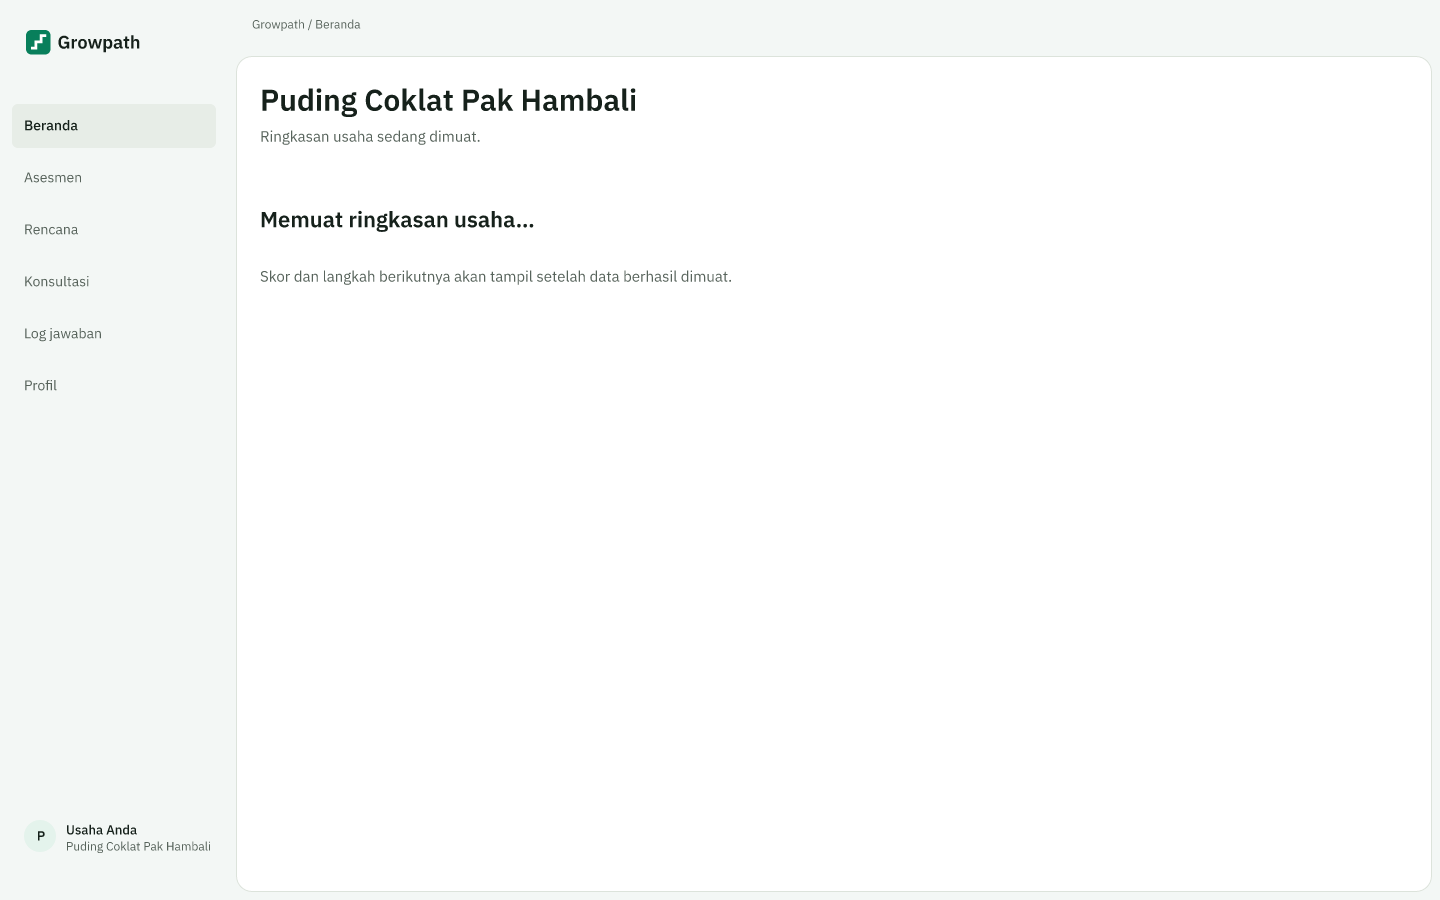 Growpath
Growpath / Beranda
Beranda
Asesmen
Rencana
Konsultasi
Log jawaban
Profil
Puding Coklat Pak Hambali
Ringkasan usaha sedang dimuat.
Memuat ringkasan usaha...
Skor dan langkah berikutnya akan tampil setelah data berhasil dimuat.
P
Usaha Anda
Puding Coklat Pak Hambali